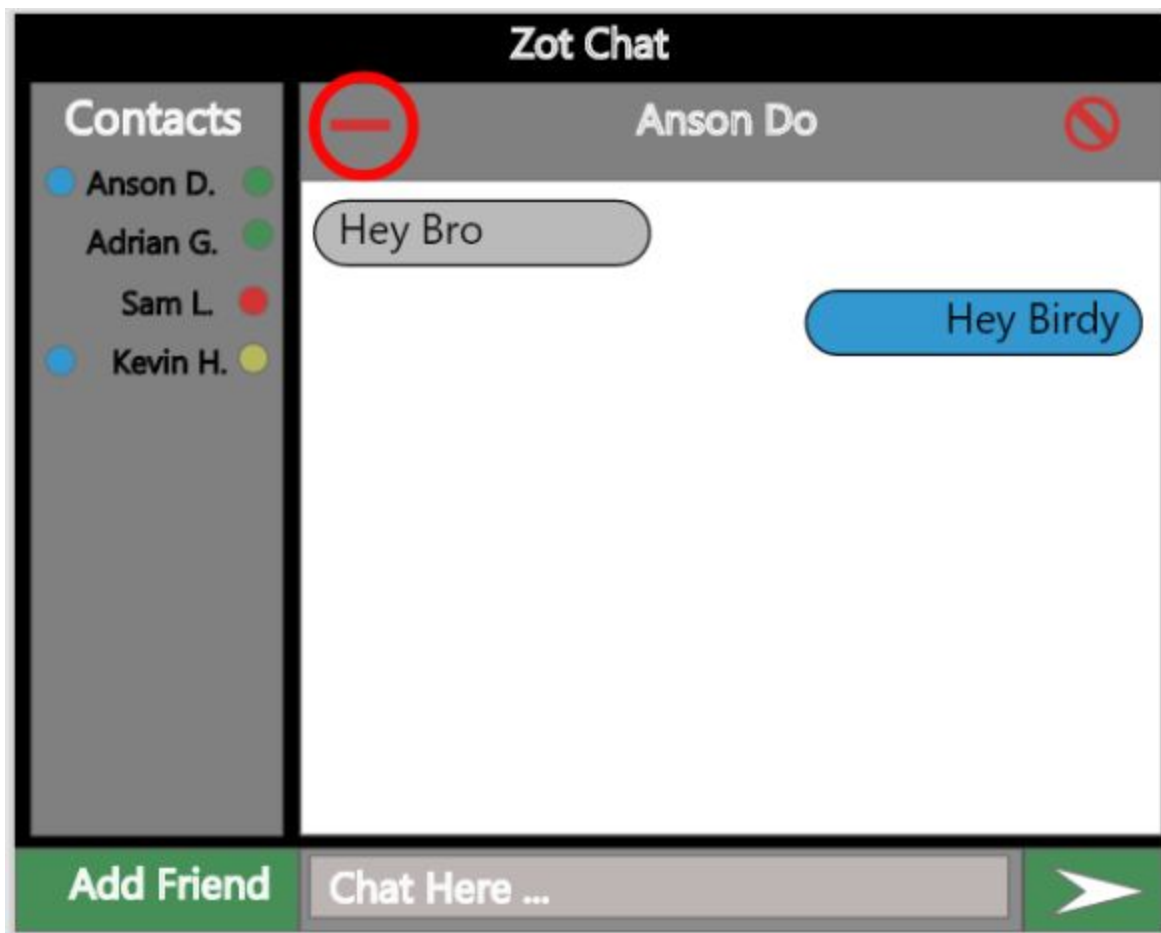 Zot Chat
Contacts
Anson D.
Adrian G.
Sam L.
Kevin H.
Anson Do
Hey Bro
Hey Birdy
Add Friend
Chat Here ...